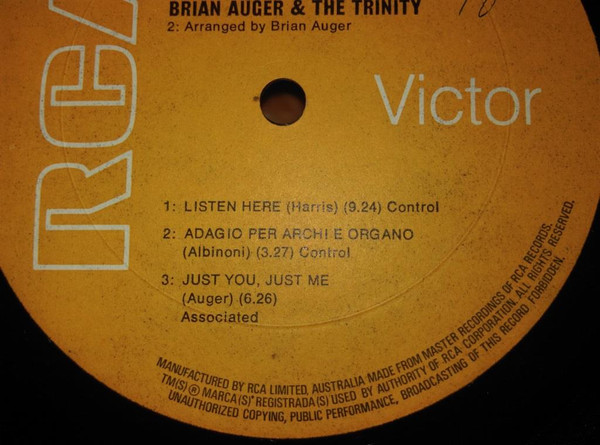 BRIAN AUGER & THE TRINITY
2: Arranged by Brian Auger
RCA
Victor
1: LISTEN HERE (Harris) (9.24) Control
2: ADAGIO PER ARCHI E ORGANO
(Albinoni) (3.27) Control
3: JUST YOU, JUST ME
(Auger) (6.26)
Associated
MANUFACTURED BY RCA LIMITED, AUSTRALIA MADE FROM MASTER RECORDINGS OF RCA RECORDS.
TM(S) ® MARCA(S) REGISTRADA(S) USED BY AUTHORITY OF RCA CORPORATION. ALL RIGHTS RESERVED.
UNAUTHORIZED COPYING, PUBLIC PERFORMANCE, BROADCASTING OF THIS RECORD FORBIDDEN.